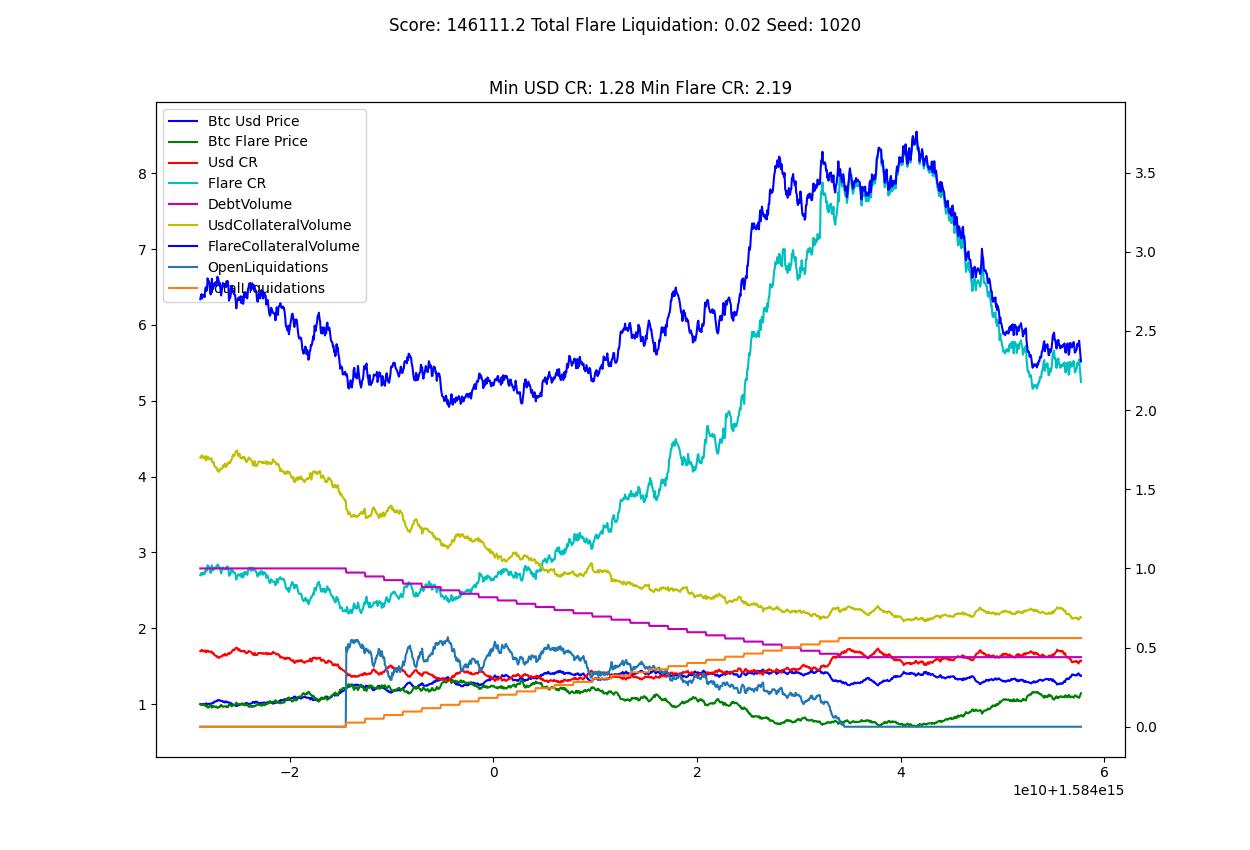 Score: 146111.2 Total Flare Liquidation: 0.02 Seed: 1020
Min USD CR: 1.28 Min Flare CR: 2.19
Btc Usd Price
Btc Flare Price
Usd CR
Flare CR
DebtVolume
UsdCollateralVolume
FlareCollateralVolume
OpenLiquidations
TotalLiquidations
8
7
6
5
4
3
2
1
3.5
3.0
2.5
2.0
1.5
1.0
0.5
0.0
−2 0 2 4 6
1e10+1.584e15